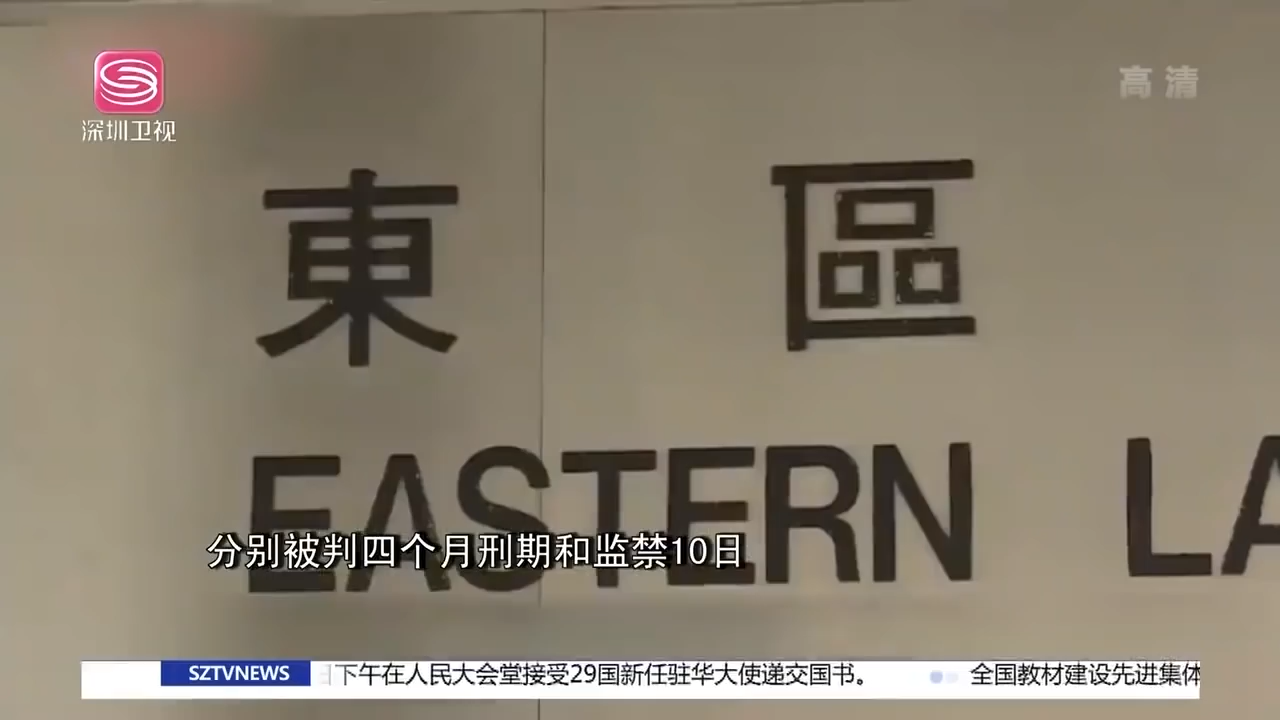 高清
深圳卫视
東區
EASTERN LA
分别被判四个月刑期和监禁10日
SZTVNEWS
下午在人民大会堂接受29国新任驻华大使递交国书。
全国教材建设先进集体